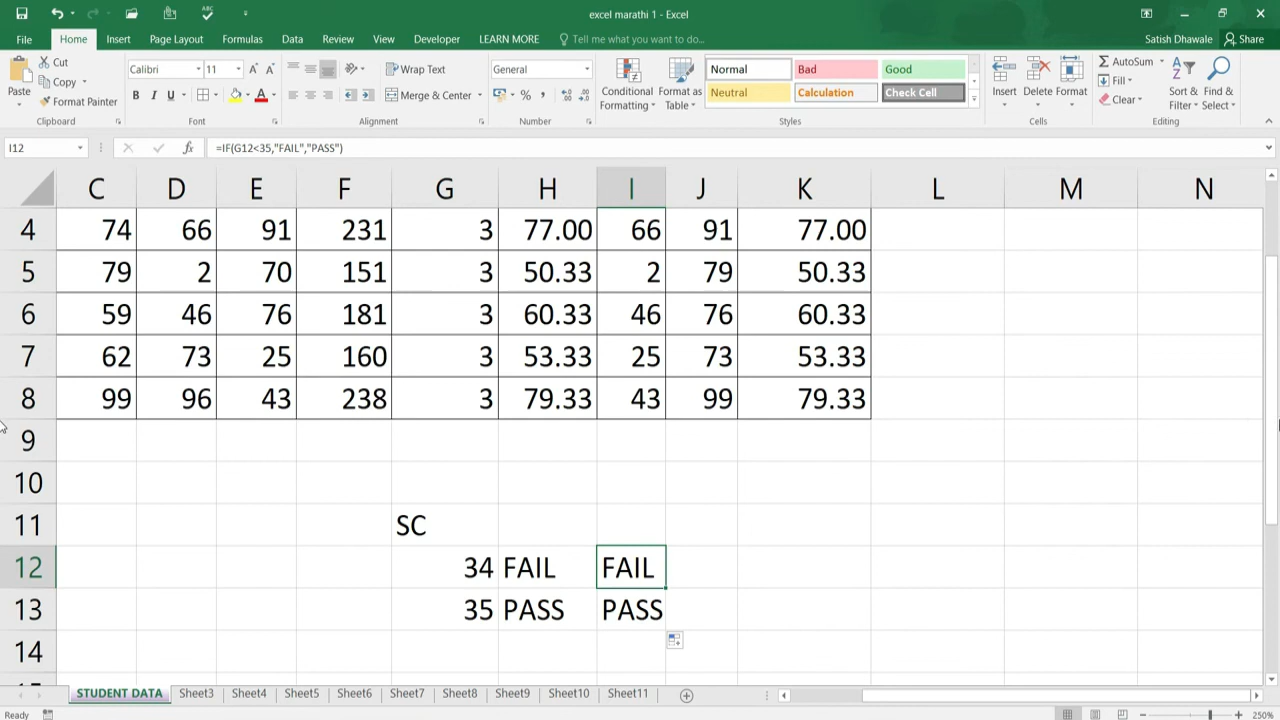 excel marathi 1 - Excel
File Home Insert Page Layout Formulas Data Review View Developer LEARN MORE Tell me what you want to do... Satish Dhawale Share
Paste Cut Copy Format Painter Clipboard
Calibri 11 B I U Font
Wrap Text Merge & Center Alignment
General % , Number
Conditional Formatting Format as Table
Normal Bad Good
Neutral Calculation Check Cell
Styles
Insert Delete Format Cells
AutoSum Fill Clear Sort & Filter Find & Select Editing
I12 fx =IF(G12<35,"FAIL","PASS")
C D E F G H I J K L M N
4 74 66 91 231 3 77.00 66 91 77.00
5 79 2 70 151 3 50.33 2 79 50.33
6 59 46 76 181 3 60.33 46 76 60.33
7 62 73 25 160 3 53.33 25 73 53.33
8 99 96 43 238 3 79.33 43 99 79.33
9
10
11 SC
12 34 FAIL FAIL
13 35 PASS PASS
14
STUDENT DATA Sheet3 Sheet4 Sheet5 Sheet6 Sheet7 Sheet8 Sheet9 Sheet10 Sheet11
Ready 250%